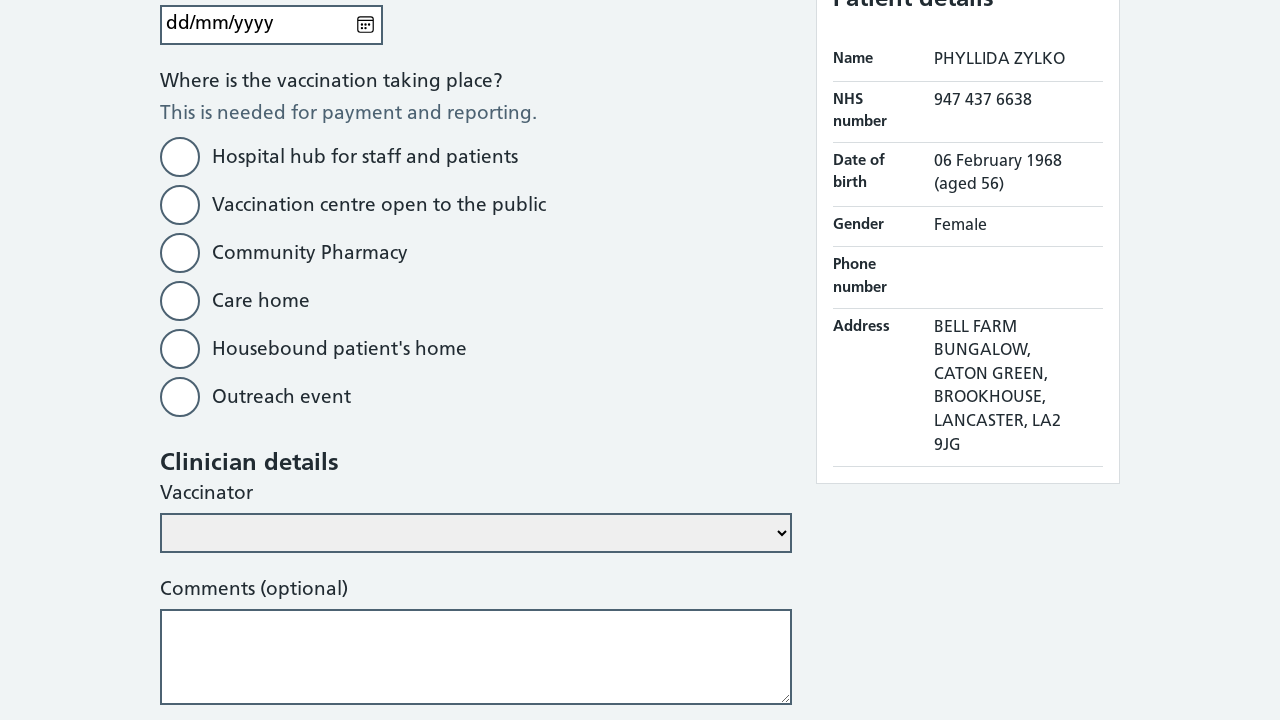 dd/mm/yyyy
Where is the vaccination taking place?
This is needed for payment and reporting.
Hospital hub for staff and patients
Vaccination centre open to the public
Community Pharmacy
Care home
Housebound patient's home
Outreach event
Clinician details
Vaccinator
Comments (optional)
Patient details
Name PHYLLIDA ZYLKO
NHS number 947 437 6638
Date of birth 06 February 1968
(aged 56)
Gender Female
Phone number
Address BELL FARM
BUNGALOW,
CATON GREEN,
BROOKHOUSE,
LANCASTER, LA2
9JG